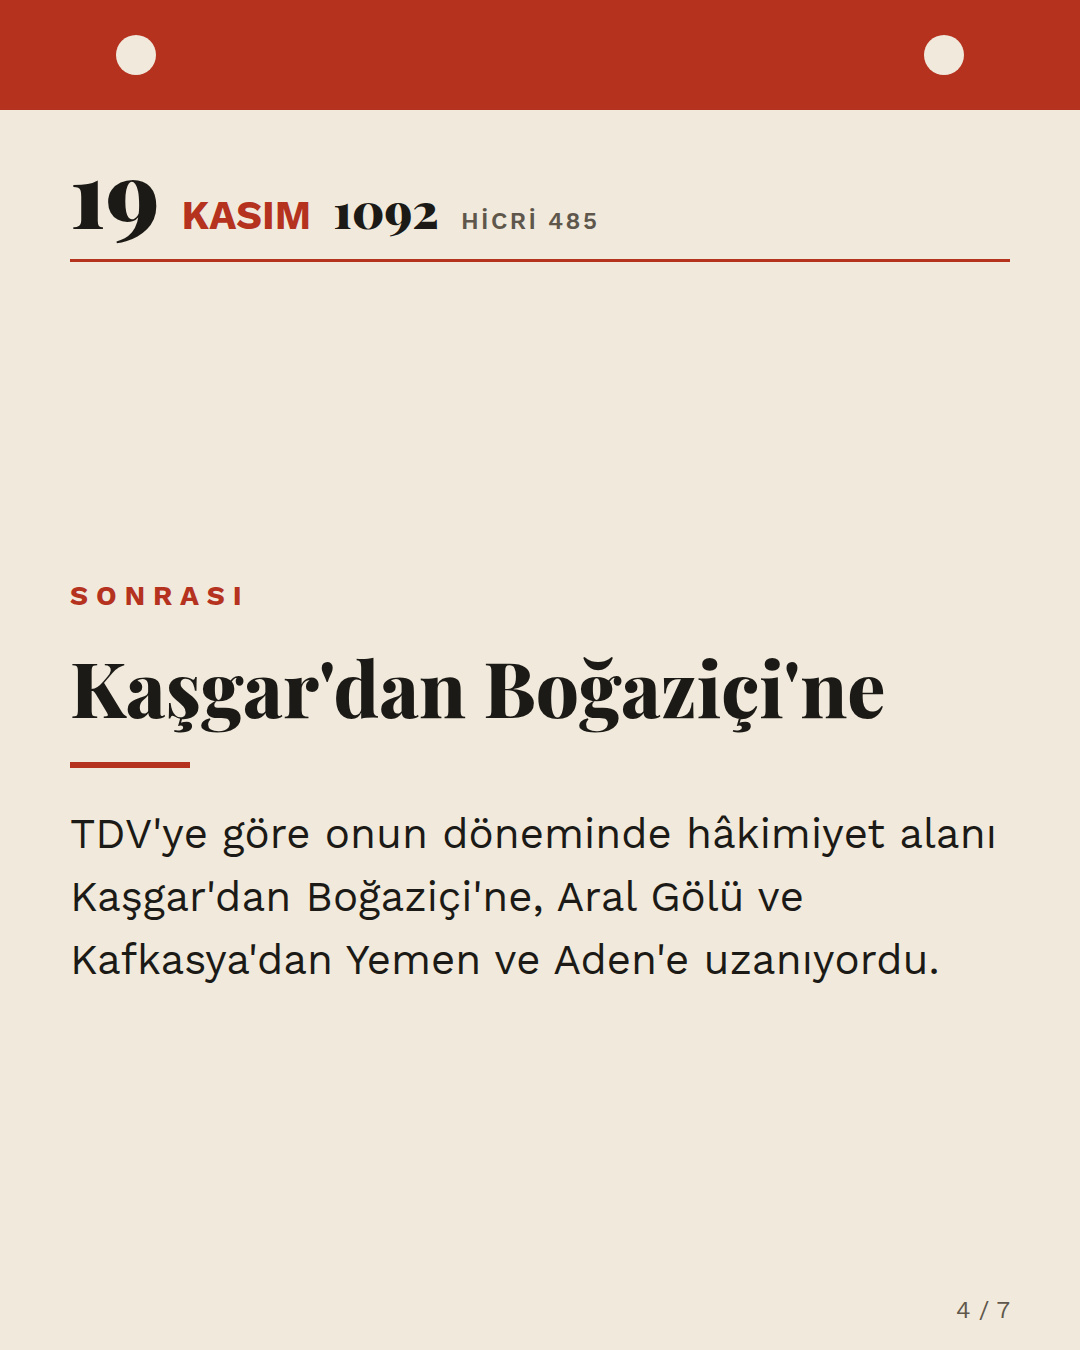 19 KASIM 1092 HİCRİ 485
SONRASI
Kaşgar'dan Boğaziçi'ne
TDV'ye göre onun döneminde hâkimiyet alanı
Kaşgar'dan Boğaziçi'ne, Aral Gölü ve
Kafkasya'dan Yemen ve Aden'e uzanıyordu.
4 / 7